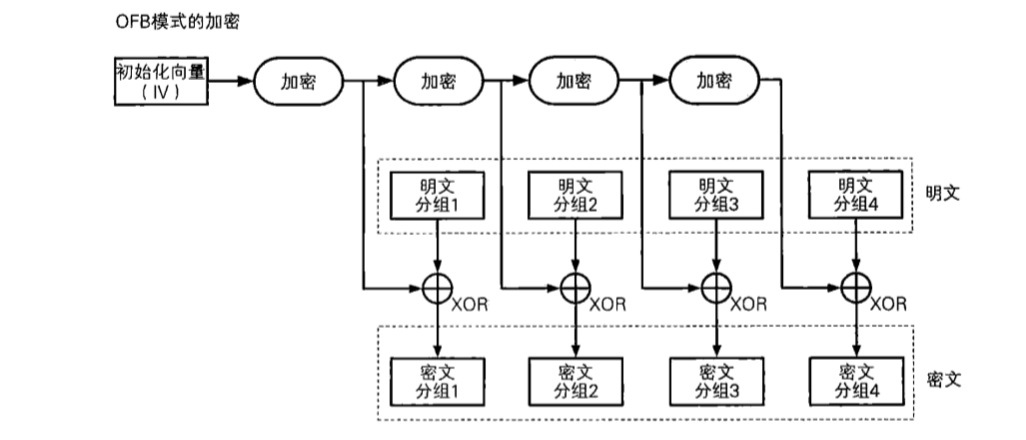 OFB模式的加密
初始化向量
（IV）
加密
加密
加密
加密
明文
分组1
明文
分组2
明文
分组3
明文
分组4
明文
XOR
XOR
XOR
XOR
密文
分组1
密文
分组2
密文
分组3
密文
分组4
密文